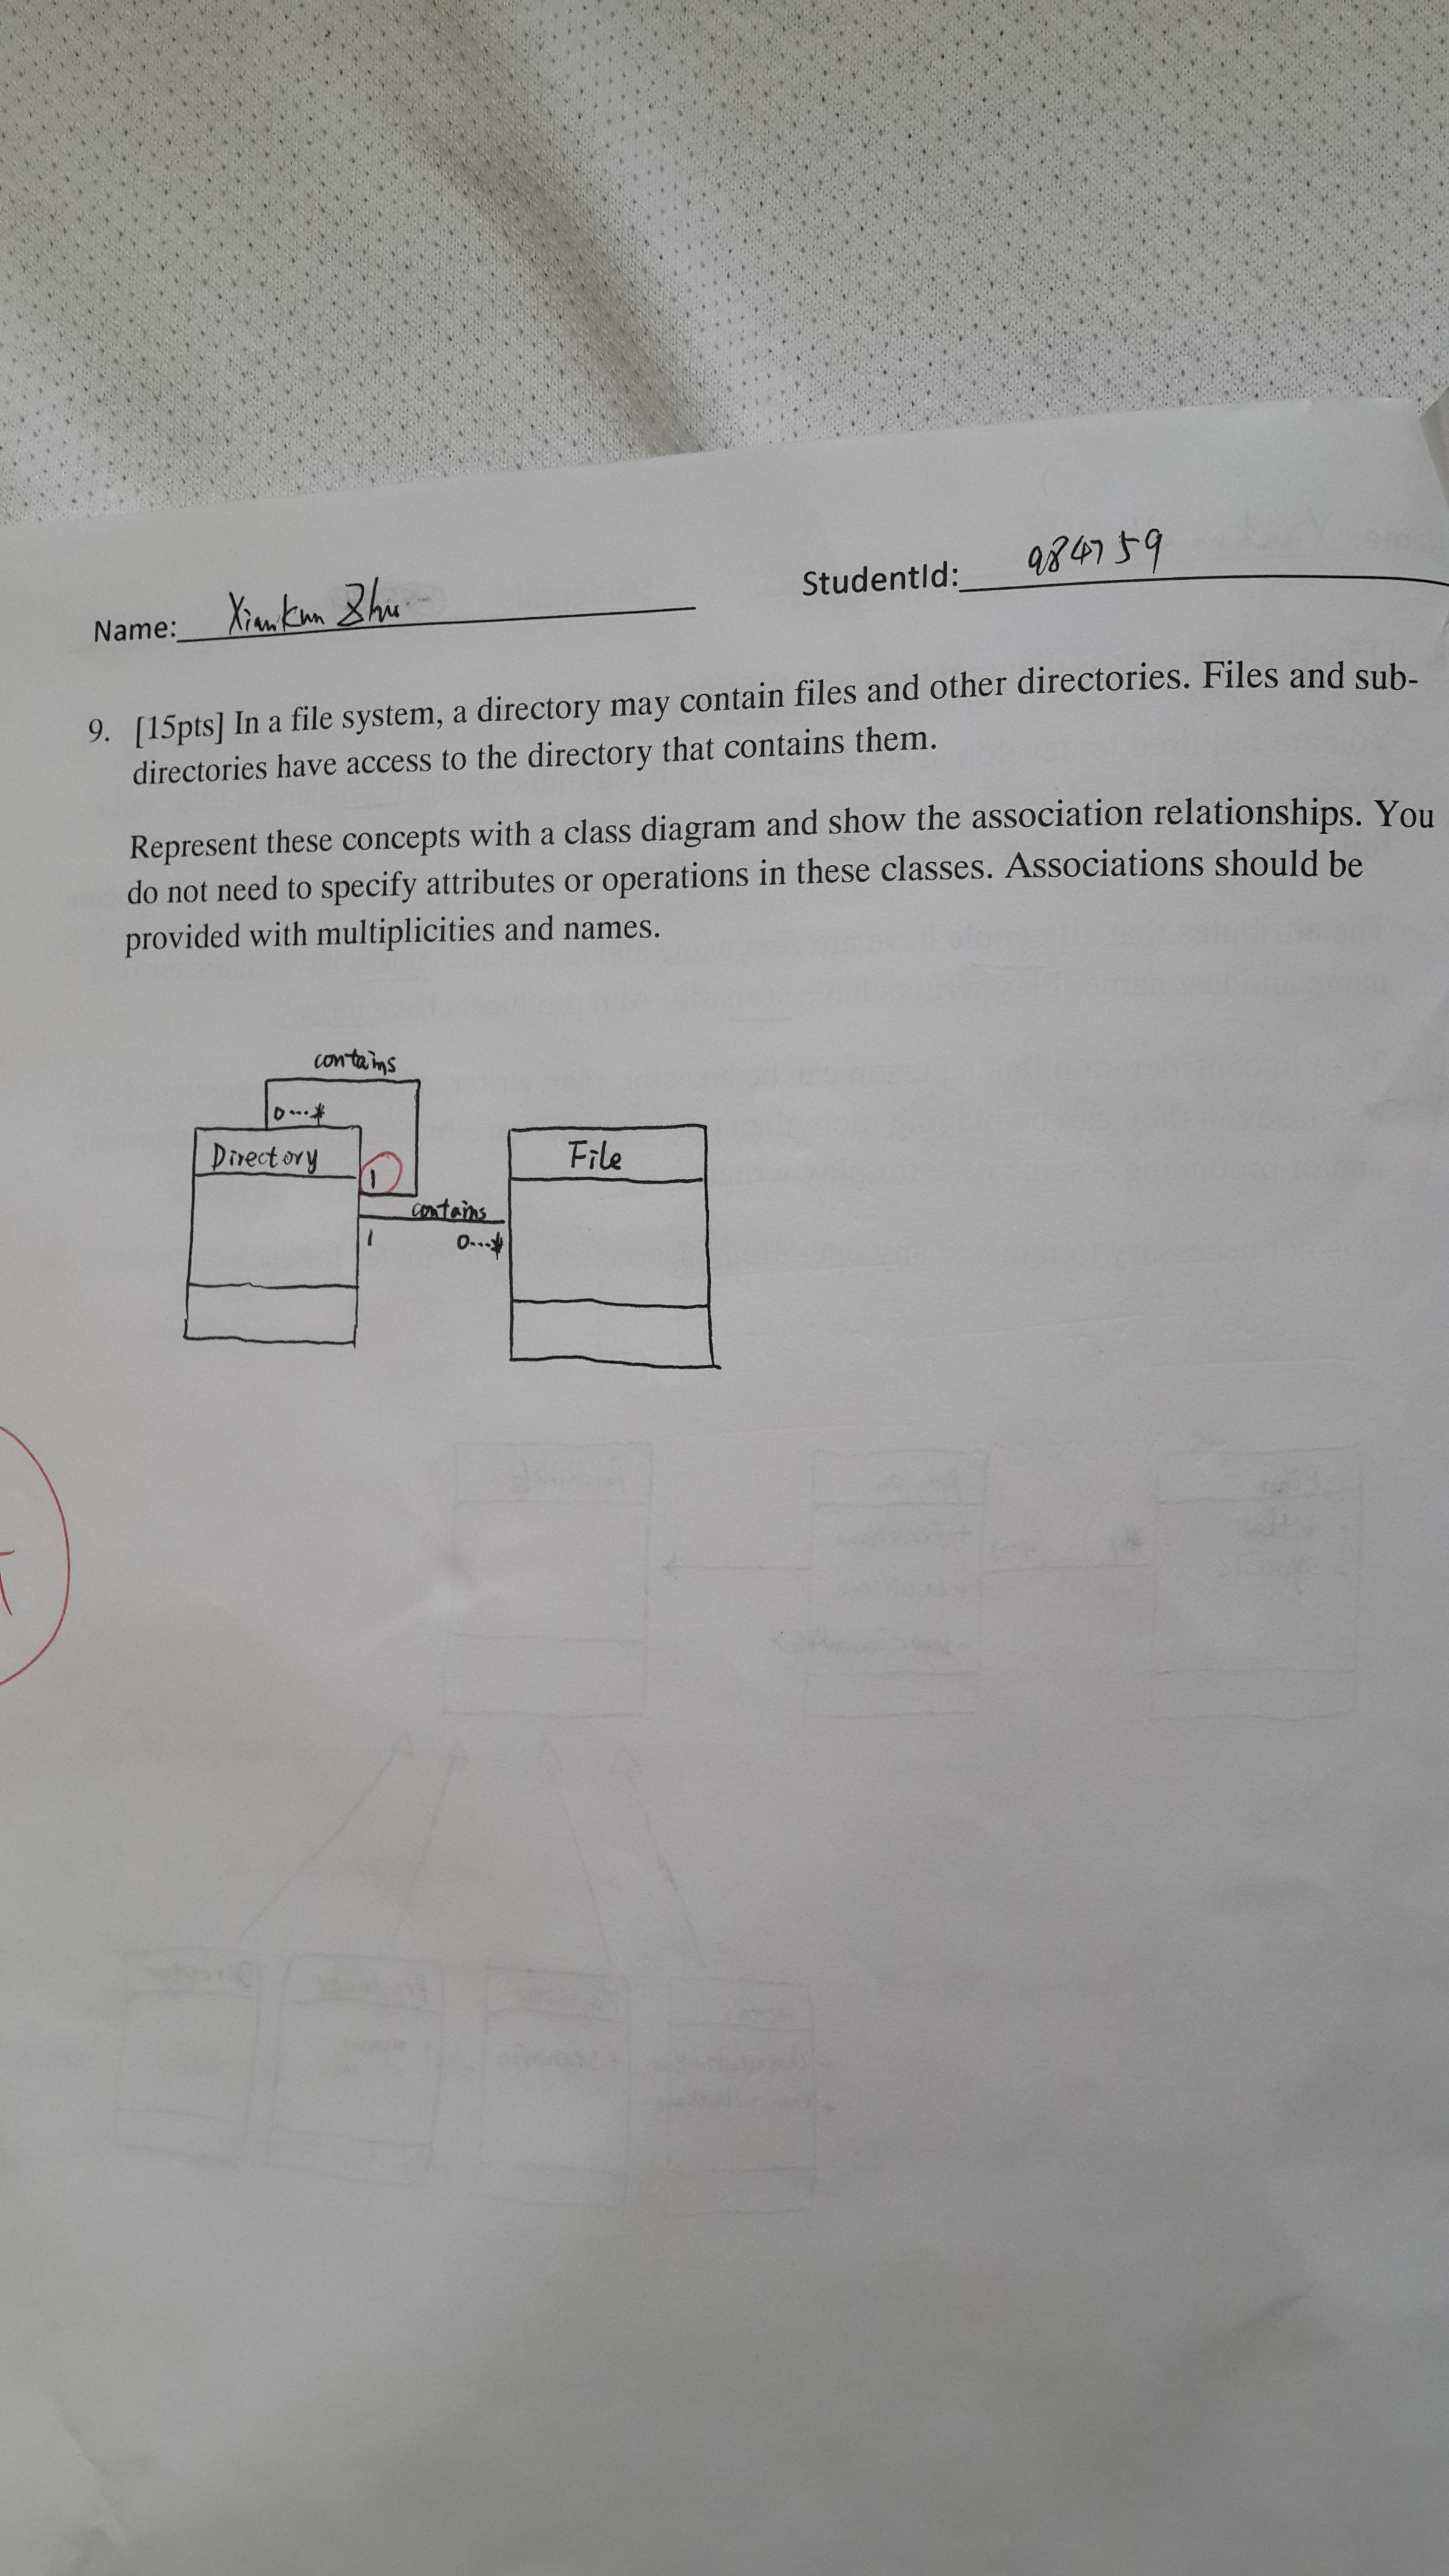 Name: Xiankun Zhu
StudentId: 984759
9. [15pts] In a file system, a directory may contain files and other directories. Files and sub-
directories have access to the directory that contains them.
Represent these concepts with a class diagram and show the association relationships. You
do not need to specify attributes or operations in these classes. Associations should be
provided with multiplicities and names.
contains
0...*
Directory
1
File
contains
1
0...*